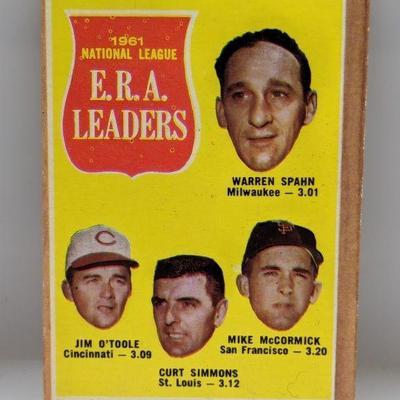 1961
NATIONAL LEAGUE
E.R.A.
LEADERS
WARREN SPAHN
Milwaukee — 3.01
C
SF
JIM O'TOOLE
Cincinnati — 3.09
MIKE McCORMICK
San Francisco — 3.20
CURT SIMMONS
St. Louis — 3.12